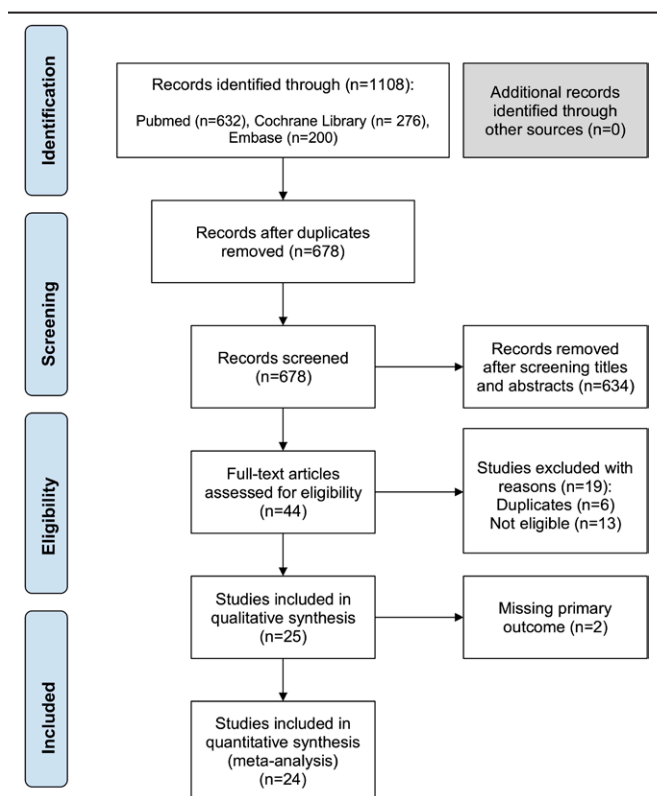 Identification
Records identified through (n=1108):
Pubmed (n=632), Cochrane Library (n= 276),
Embase (n=200)
Additional records
identified through
other sources (n=0)
Screening
Records after duplicates
removed (n=678)
Records screened
(n=678)
Records removed
after screening titles
and abstracts (n=634)
Eligibility
Full-text articles
assessed for eligibility
(n=44)
Studies excluded with
reasons (n=19):
Duplicates (n=6)
Not eligible (n=13)
Included
Studies included in
qualitative synthesis
(n=25)
Missing primary
outcome (n=2)
Studies included in
quantitative synthesis
(meta-analysis)
(n=24)